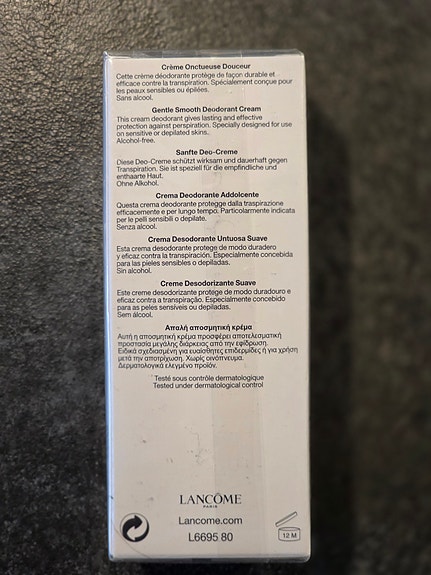 Crème Onctueuse Douceur
Cette crème déodorante protège de façon durable et
efficace contre la transpiration. Spécialement conçue pour
les peaux sensibles ou épilées.
Sans alcool.
Gentle Smooth Deodorant Cream
This cream deodorant gives lasting and effective
protection against perspiration. Specially designed for use
on sensitive or depilated skins.
Alcohol-free.
Sanfte Deo-Creme
Diese Deo-Creme schützt wirksam und dauerhaft gegen
Transpiration. Sie ist speziell für die empfindliche und
enthaarte Haut.
Ohne Alkohol.
Crema Deodorante Addolcente
Questa crema deodorante protegge dalla traspirazione
efficacemente e per lungo tempo. Particolarmente indicata
per le pelli sensibili o depilate.
Senza alcool.
Crema Desodorante Untuosa Suave
Esta crema desodorante protege de modo duradero
y eficaz contra la transpiración. Especialmente concebida
para las pieles sensibles o depiladas.
Sin alcohol.
Creme Desodorizante Suave
Este creme desodorizante protege de modo duradouro e
eficaz contra a transpiração. Especialmente concebido
para as peles sensíveis ou depiladas.
Sem álcool.
Απαλή αποσμητική κρέμα
Αυτή η αποσμητική κρέμα προσφέρει αποτελεσματική
προστασία μεγάλης διάρκειας από την εφίδρωση.
Ειδικά σχεδιασμένη για ευαίσθητες επιδερμίδες ή για χρήση
μετά την αποτρίχωση. Χωρίς οινόπνευμα.
Δερματολογικά ελεγμένο προϊόν.
Testé sous contrôle dermatologique
Tested under dermatological control
LANCÔME
PARIS
Lancome.com
L6695 80
12 M